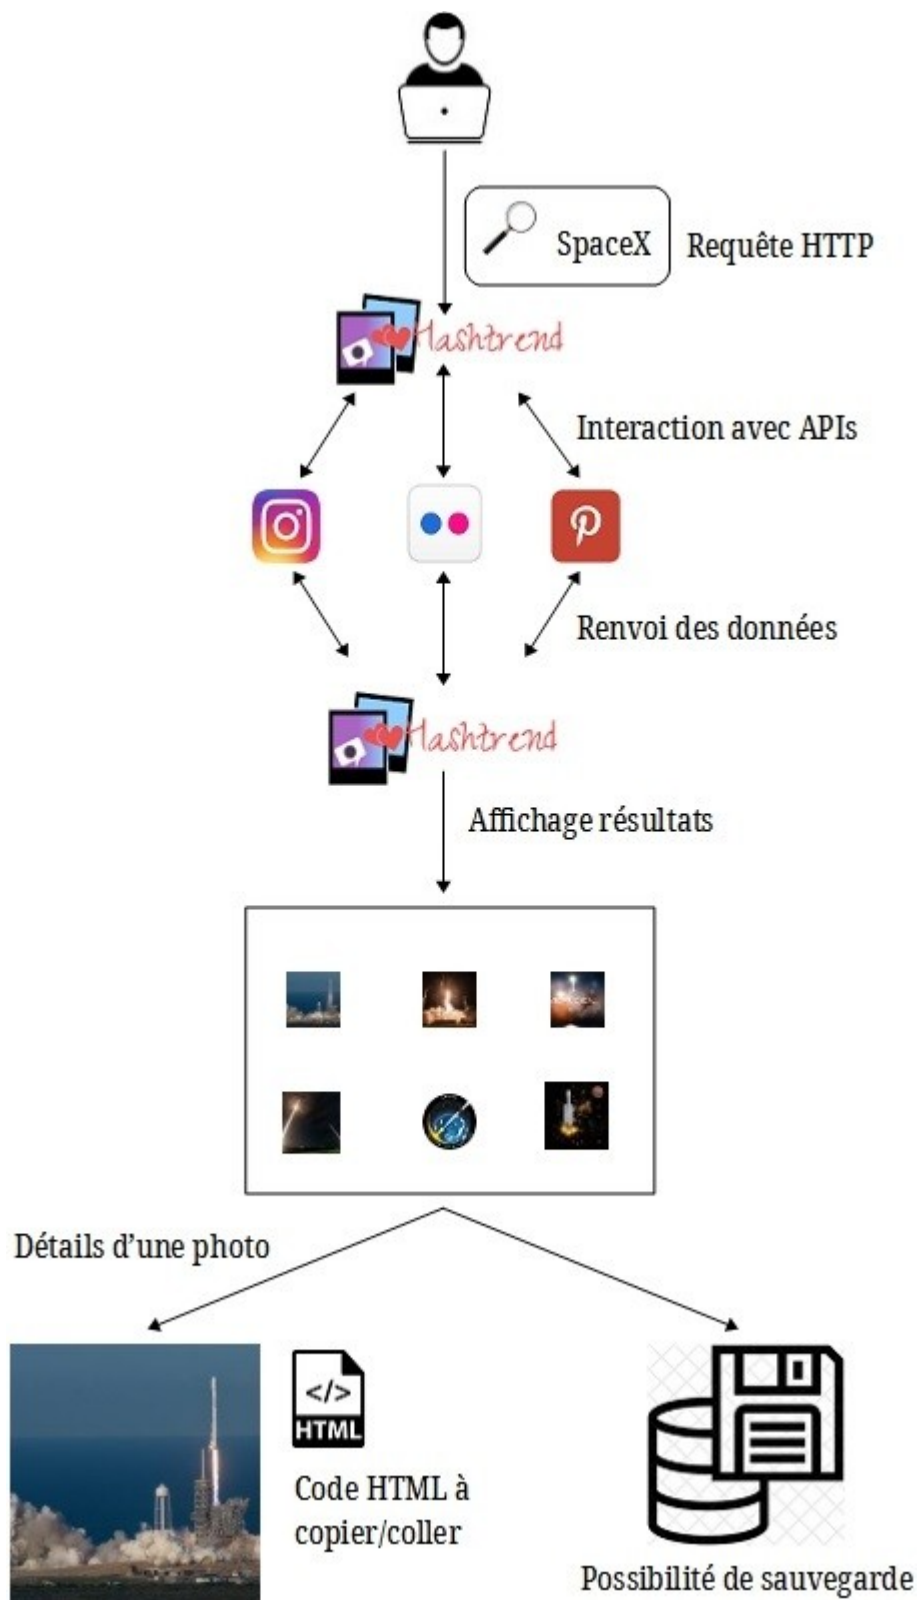 SpaceX
Requête HTTP
Hashtrend
Interaction avec APIs
Renvoi des données
Hashtrend
Affichage résultats
Détails d’une photo
</>
HTML
Code HTML à
copier/coller
Possibilité de sauvegarde